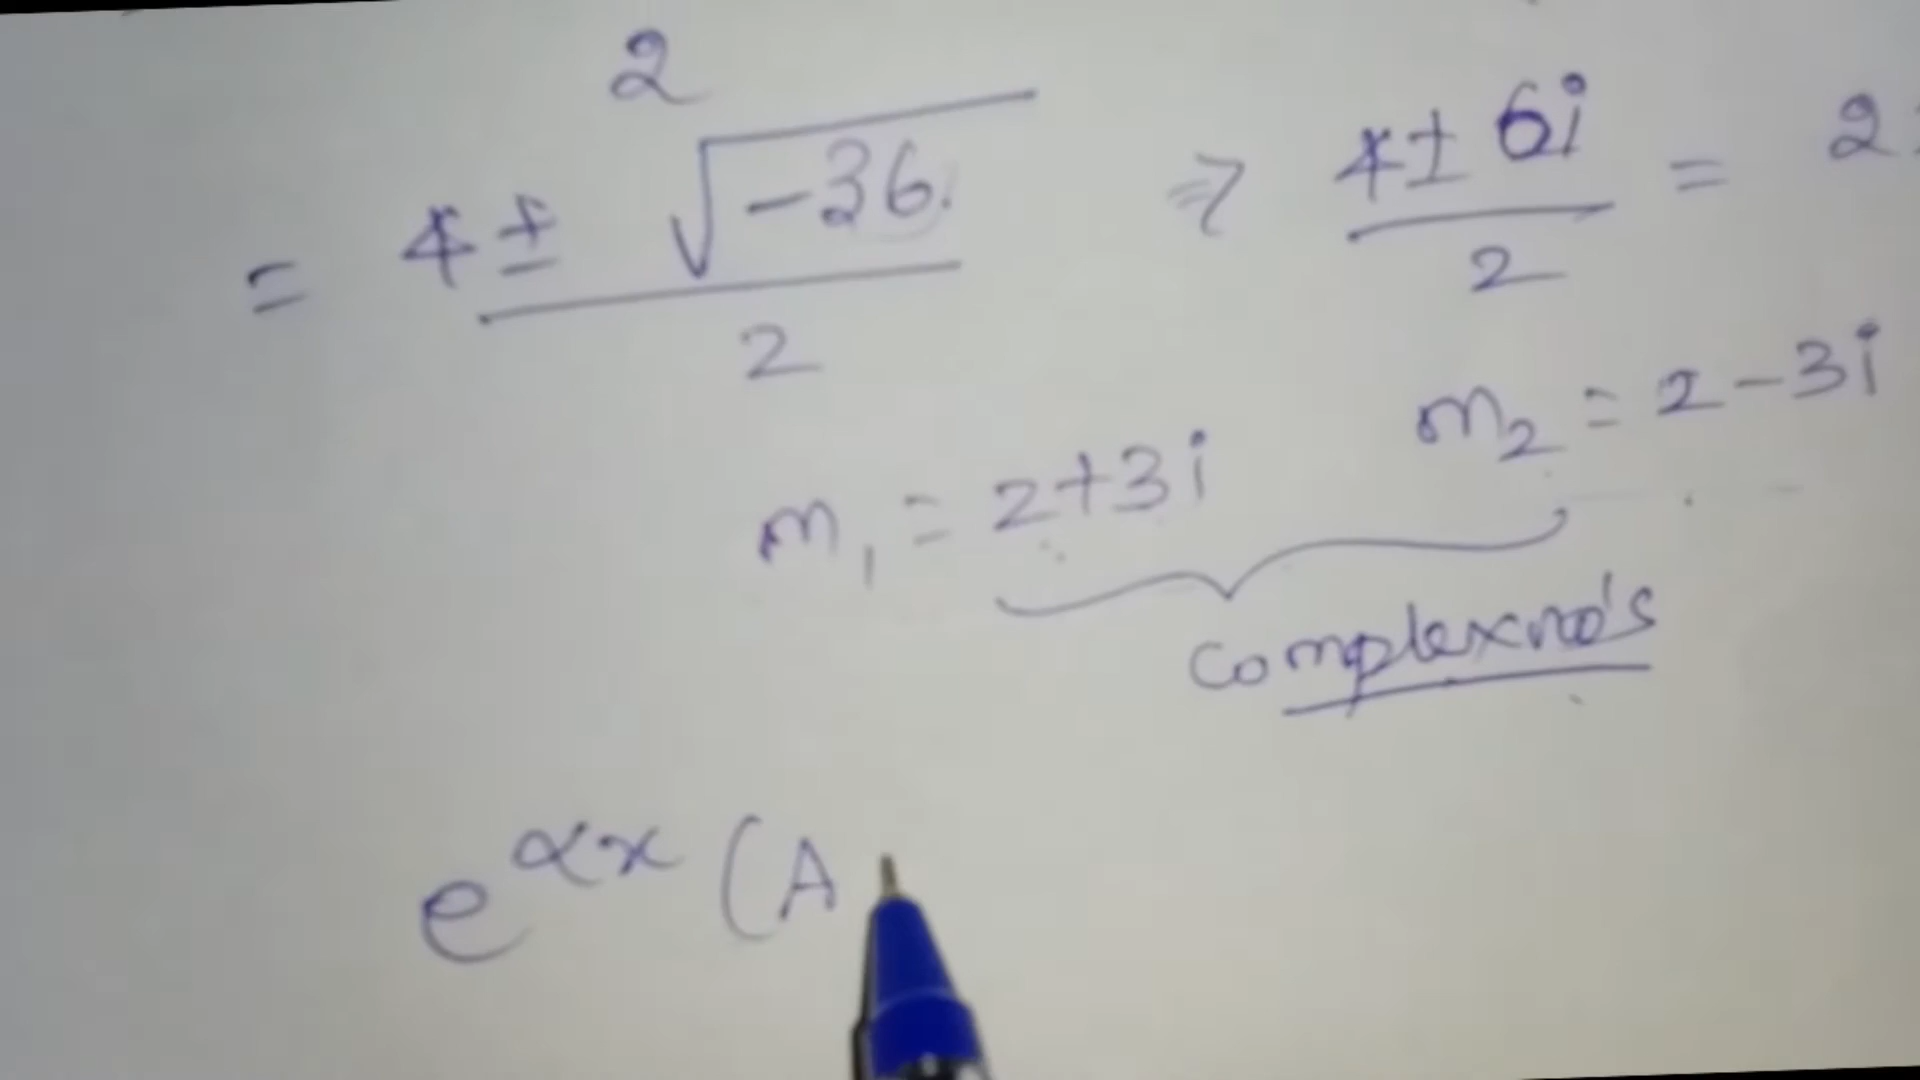 2
= 4 ± √-36. / 2 ⇒ 4 ± 6i / 2 = 2
m₁ = 2+3i m₂ = 2-3i
complexno's
e^αx (A